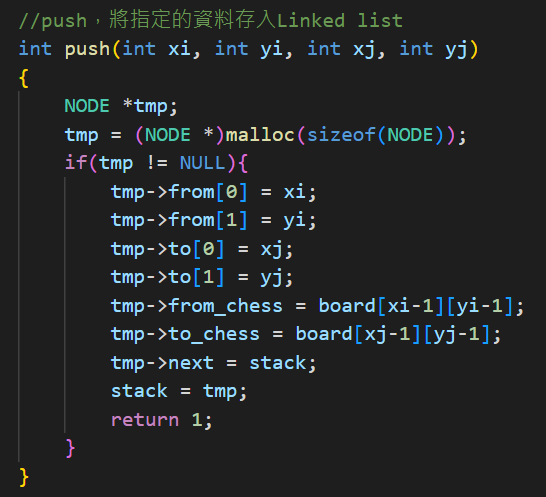 //push，將指定的資料存入Linked list
int push(int xi, int yi, int xj, int yj)
{
    NODE *tmp;
    tmp = (NODE *)malloc(sizeof(NODE));
    if(tmp != NULL){
        tmp->from[0] = xi;
        tmp->from[1] = yi;
        tmp->to[0] = xj;
        tmp->to[1] = yj;
        tmp->from_chess = board[xi-1][yi-1];
        tmp->to_chess = board[xj-1][yj-1];
        tmp->next = stack;
        stack = tmp;
        return 1;
    }
}